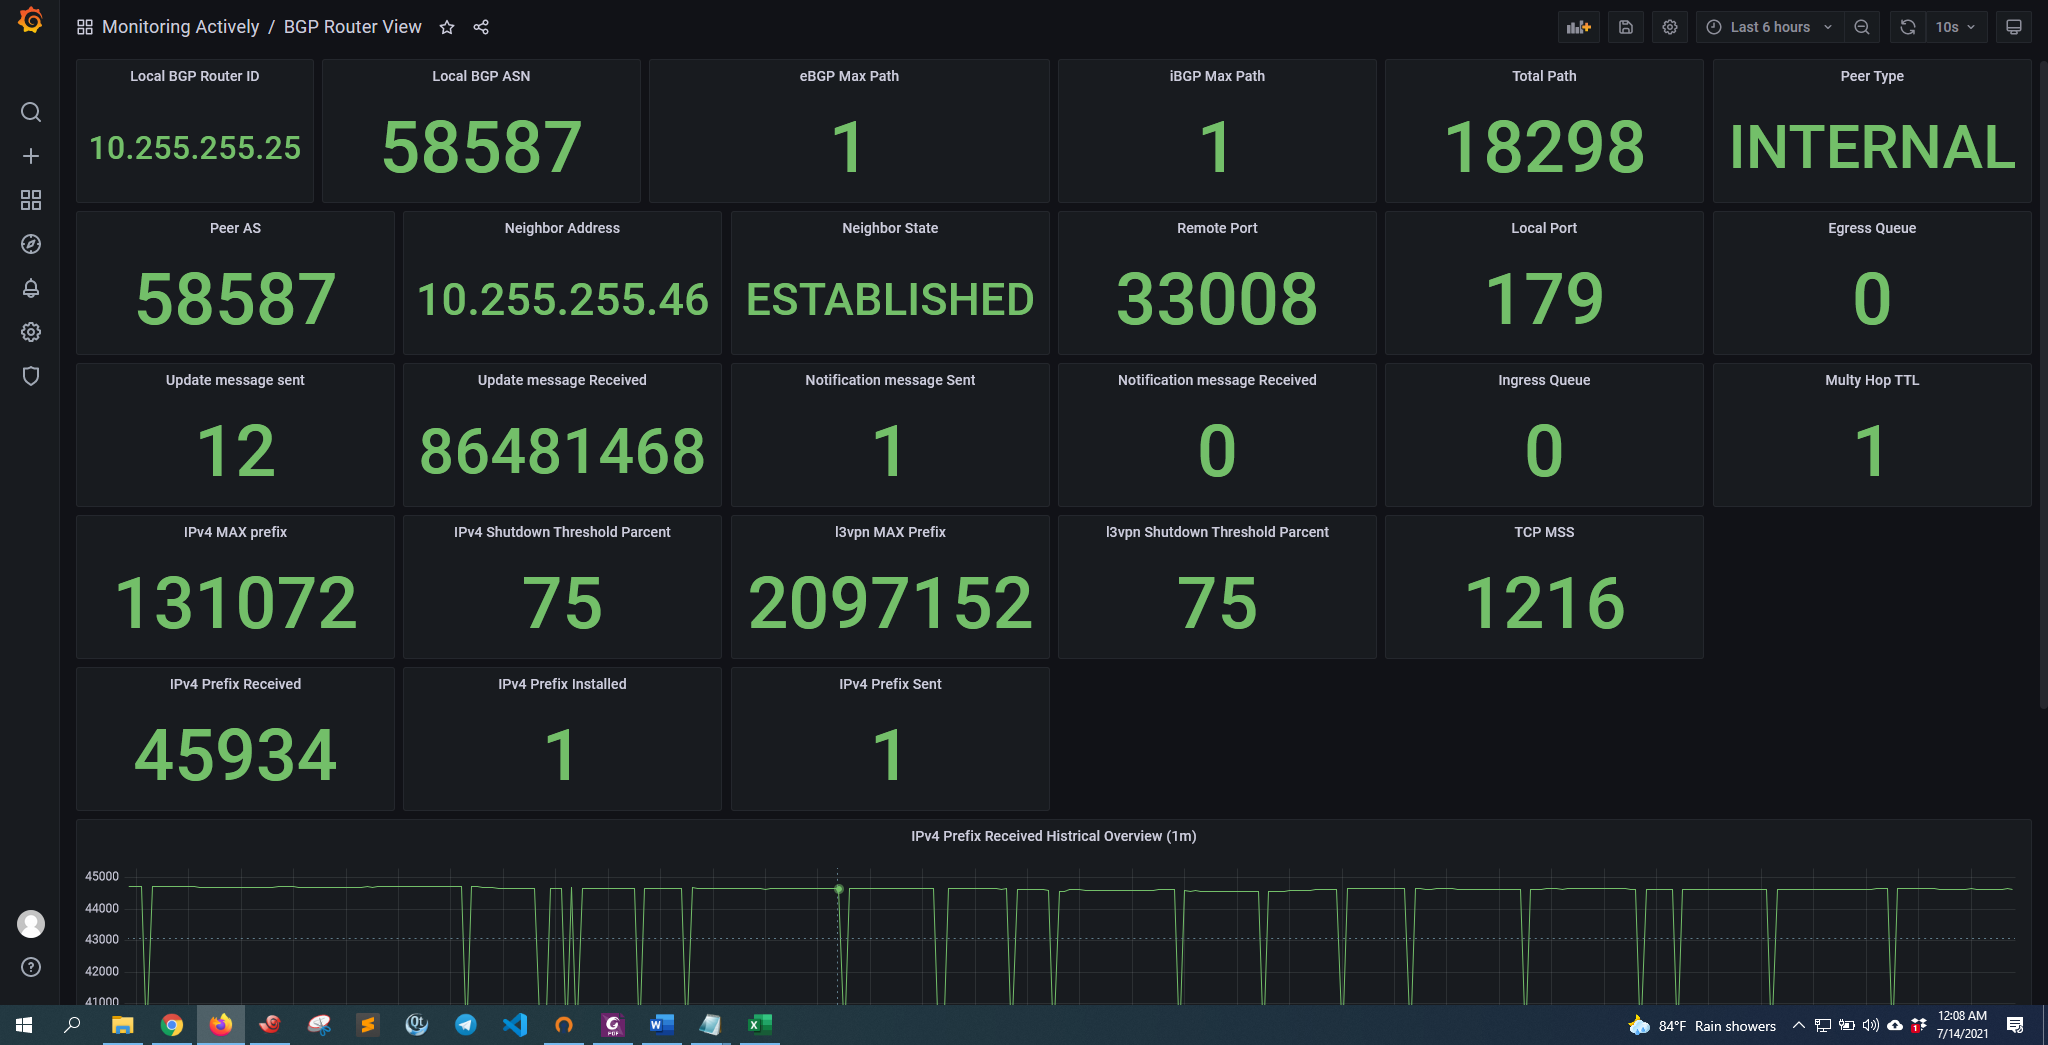 Monitoring Actively / BGP Router View
Last 6 hours
10s
Local BGP Router ID
10.255.255.25
Local BGP ASN
58587
eBGP Max Path
1
iBGP Max Path
1
Total Path
18298
Peer Type
INTERNAL
Peer AS
58587
Neighbor Address
10.255.255.46
Neighbor State
ESTABLISHED
Remote Port
33008
Local Port
179
Egress Queue
0
Update message sent
12
Update message Received
86481468
Notification message Sent
1
Notification message Received
0
Ingress Queue
0
Multy Hop TTL
1
IPv4 MAX prefix
131072
IPv4 Shutdown Threshold Parcent
75
l3vpn MAX Prefix
2097152
l3vpn Shutdown Threshold Parcent
75
TCP MSS
1216
IPv4 Prefix Received
45934
IPv4 Prefix Installed
1
IPv4 Prefix Sent
1
IPv4 Prefix Received Histrical Overview (1m)
45000
44000
43000
42000
41000
84°F Rain showers
12:08 AM
7/14/2021